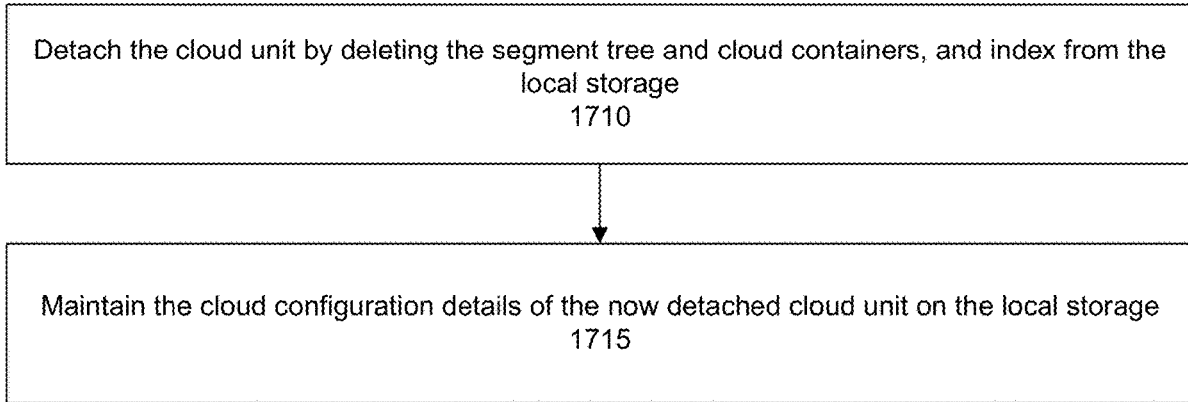 Detach the cloud unit by deleting the segment tree and cloud containers, and index from the
local storage
1710
Maintain the cloud configuration details of the now detached cloud unit on the local storage
1715